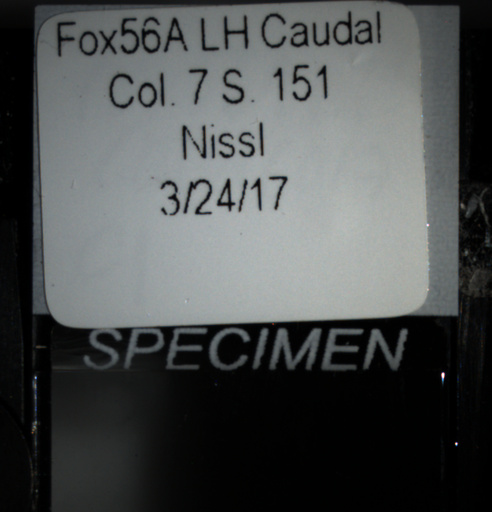 Fox56A LH Caudal
Col. 7 S. 151
Nissl
3/24/17
SPECIMEN